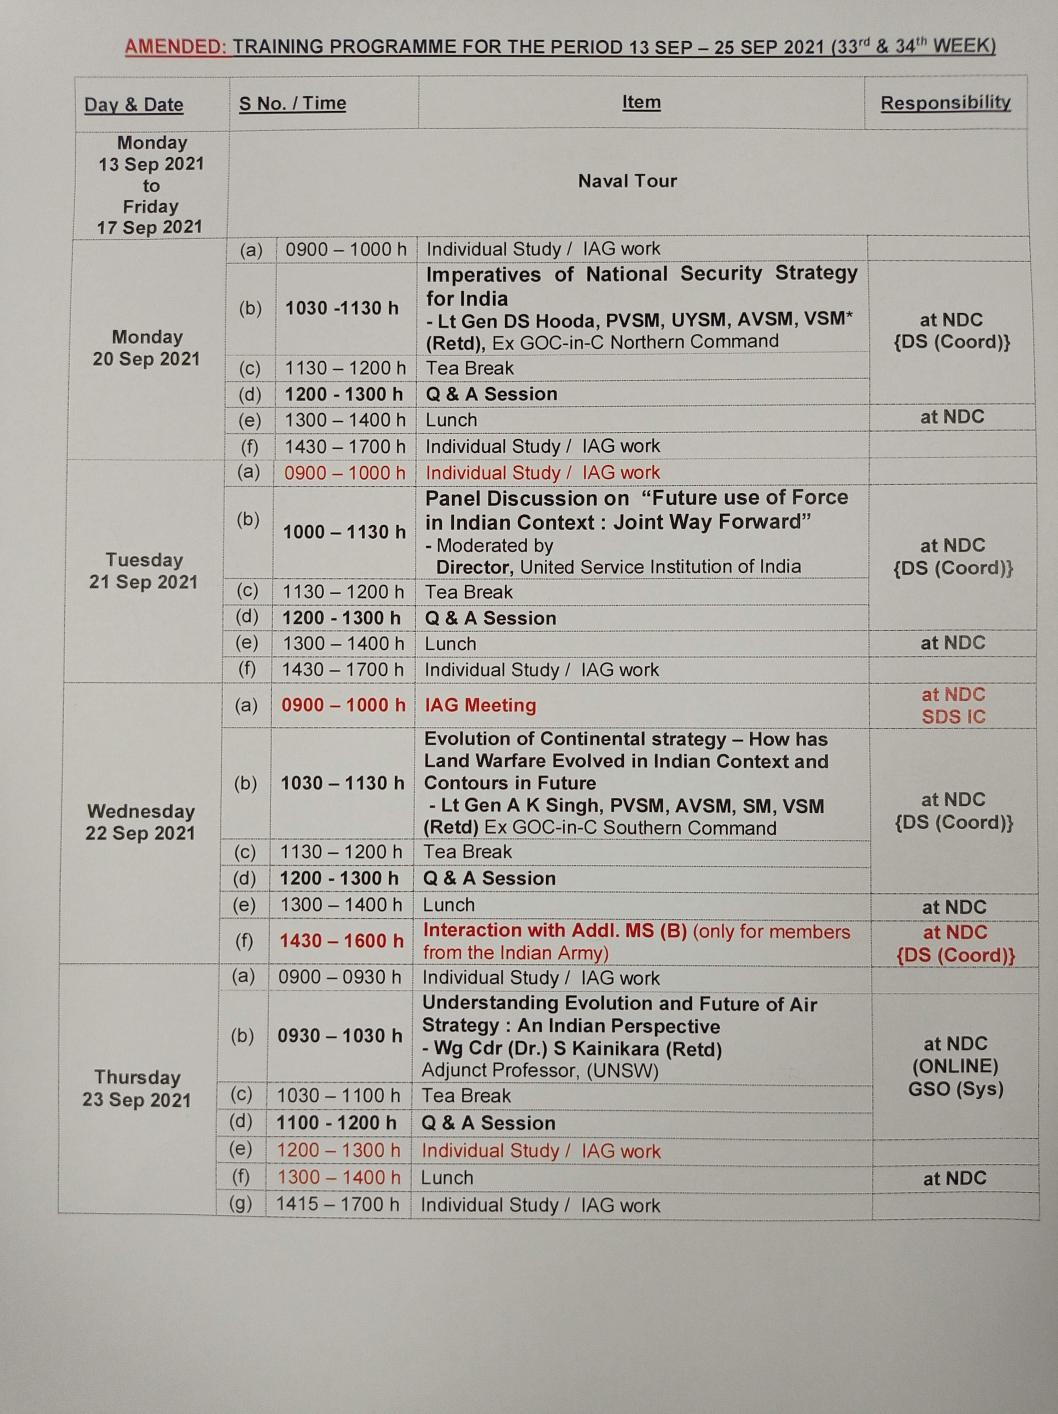 AMENDED: TRAINING PROGRAMME FOR THE PERIOD 13 SEP – 25 SEP 2021 (33rd & 34th WEEK)
Day & Date S No. / Time Item Responsibility
Monday
13 Sep 2021
to
Friday
17 Sep 2021
Naval Tour
Monday
20 Sep 2021
(a) 0900 – 1000 h Individual Study / IAG work
(b) 1030 -1130 h
Imperatives of National Security Strategy
for India
- Lt Gen DS Hooda, PVSM, UYSM, AVSM, VSM*
(Retd), Ex GOC-in-C Northern Command
at NDC
{DS (Coord)}
(c) 1130 – 1200 h Tea Break
(d) 1200 - 1300 h Q & A Session
(e) 1300 – 1400 h Lunch at NDC
(f) 1430 – 1700 h Individual Study / IAG work
Tuesday
21 Sep 2021
(a) 0900 – 1000 h Individual Study / IAG work
(b) 1000 – 1130 h
Panel Discussion on “Future use of Force
in Indian Context : Joint Way Forward”
- Moderated by
Director, United Service Institution of India
at NDC
{DS (Coord)}
(c) 1130 – 1200 h Tea Break
(d) 1200 - 1300 h Q & A Session
(e) 1300 – 1400 h Lunch at NDC
(f) 1430 – 1700 h Individual Study / IAG work
Wednesday
22 Sep 2021
(a) 0900 – 1000 h IAG Meeting
at NDC
SDS IC
(b) 1030 – 1130 h
Evolution of Continental strategy – How has
Land Warfare Evolved in Indian Context and
Contours in Future
- Lt Gen A K Singh, PVSM, AVSM, SM, VSM
(Retd) Ex GOC-in-C Southern Command
at NDC
{DS (Coord)}
(c) 1130 – 1200 h Tea Break
(d) 1200 - 1300 h Q & A Session
(e) 1300 – 1400 h Lunch at NDC
(f) 1430 – 1600 h
Interaction with Addl. MS (B) (only for members
from the Indian Army)
at NDC
{DS (Coord)}
Thursday
23 Sep 2021
(a) 0900 – 0930 h Individual Study / IAG work
(b) 0930 – 1030 h
Understanding Evolution and Future of Air
Strategy : An Indian Perspective
- Wg Cdr (Dr.) S Kainikara (Retd)
Adjunct Professor, (UNSW)
at NDC
(ONLINE)
GSO (Sys)
(c) 1030 – 1100 h Tea Break
(d) 1100 - 1200 h Q & A Session
(e) 1200 – 1300 h Individual Study / IAG work
(f) 1300 – 1400 h Lunch at NDC
(g) 1415 – 1700 h Individual Study / IAG work